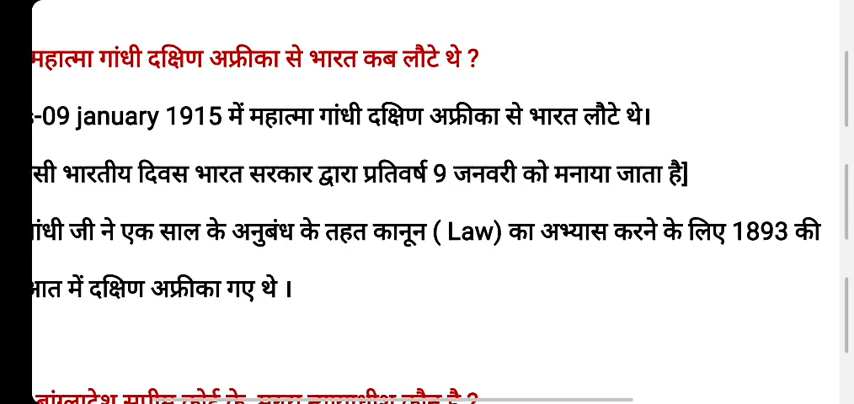 महात्मा गांधी दक्षिण अफ्रीका से भारत कब लौटे थे ?
-09 january 1915 में महात्मा गांधी दक्षिण अफ्रीका से भारत लौटे थे।
सी भारतीय दिवस भारत सरकार द्वारा प्रतिवर्ष 9 जनवरी को मनाया जाता है]
गांधी जी ने एक साल के अनुबंध के तहत कानून ( Law) का अभ्यास करने के लिए 1893 की
आत में दक्षिण अफ्रीका गए थे ।
बांग्लादेश सुप्रीम कोर्ट के मुख्य न्यायाधीश कौन है ?